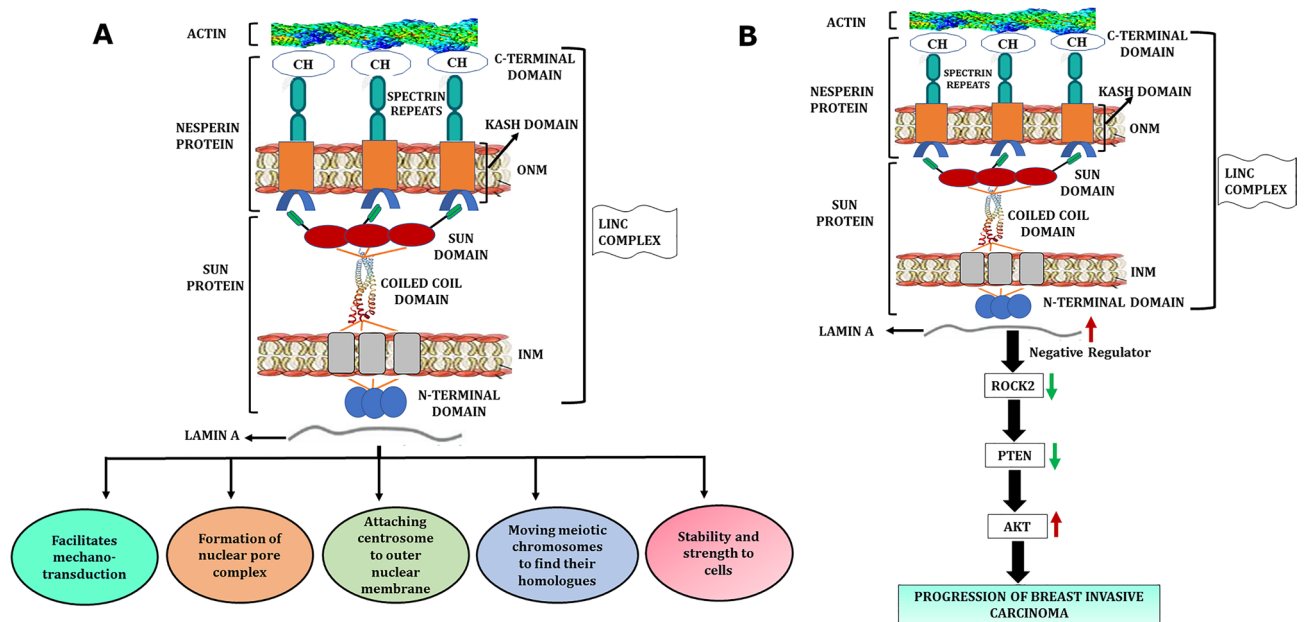 A
ACTIN
CH
CH
CH
C-TERMINAL
DOMAIN
SPECTRIN
REPEATS
NESPERIN
PROTEIN
KASH DOMAIN
ONM
LINC
COMPLEX
SUN
DOMAIN
SUN
PROTEIN
COILED COIL
DOMAIN
INM
N-TERMINAL
DOMAIN
LAMIN A
Facilitates
mechano-
transduction
Formation of
nuclear pore
complex
Attaching
centrosome
to outer
nuclear
membrane
Moving meiotic
chromosomes
to find their
homologues
Stability and
strength to
cells
B
ACTIN
CH
CH
CH
C-TERMINAL
DOMAIN
NESPERIN
PROTEIN
SPECTRIN
REPEATS
KASH DOMAIN
ONM
LINC
COMPLEX
SUN
DOMAIN
SUN
PROTEIN
COILED COIL
DOMAIN
INM
N-TERMINAL DOMAIN
LAMIN A
Negative Regulator
ROCK2
PTEN
AKT
PROGRESSION OF BREAST INVASIVE
CARCINOMA